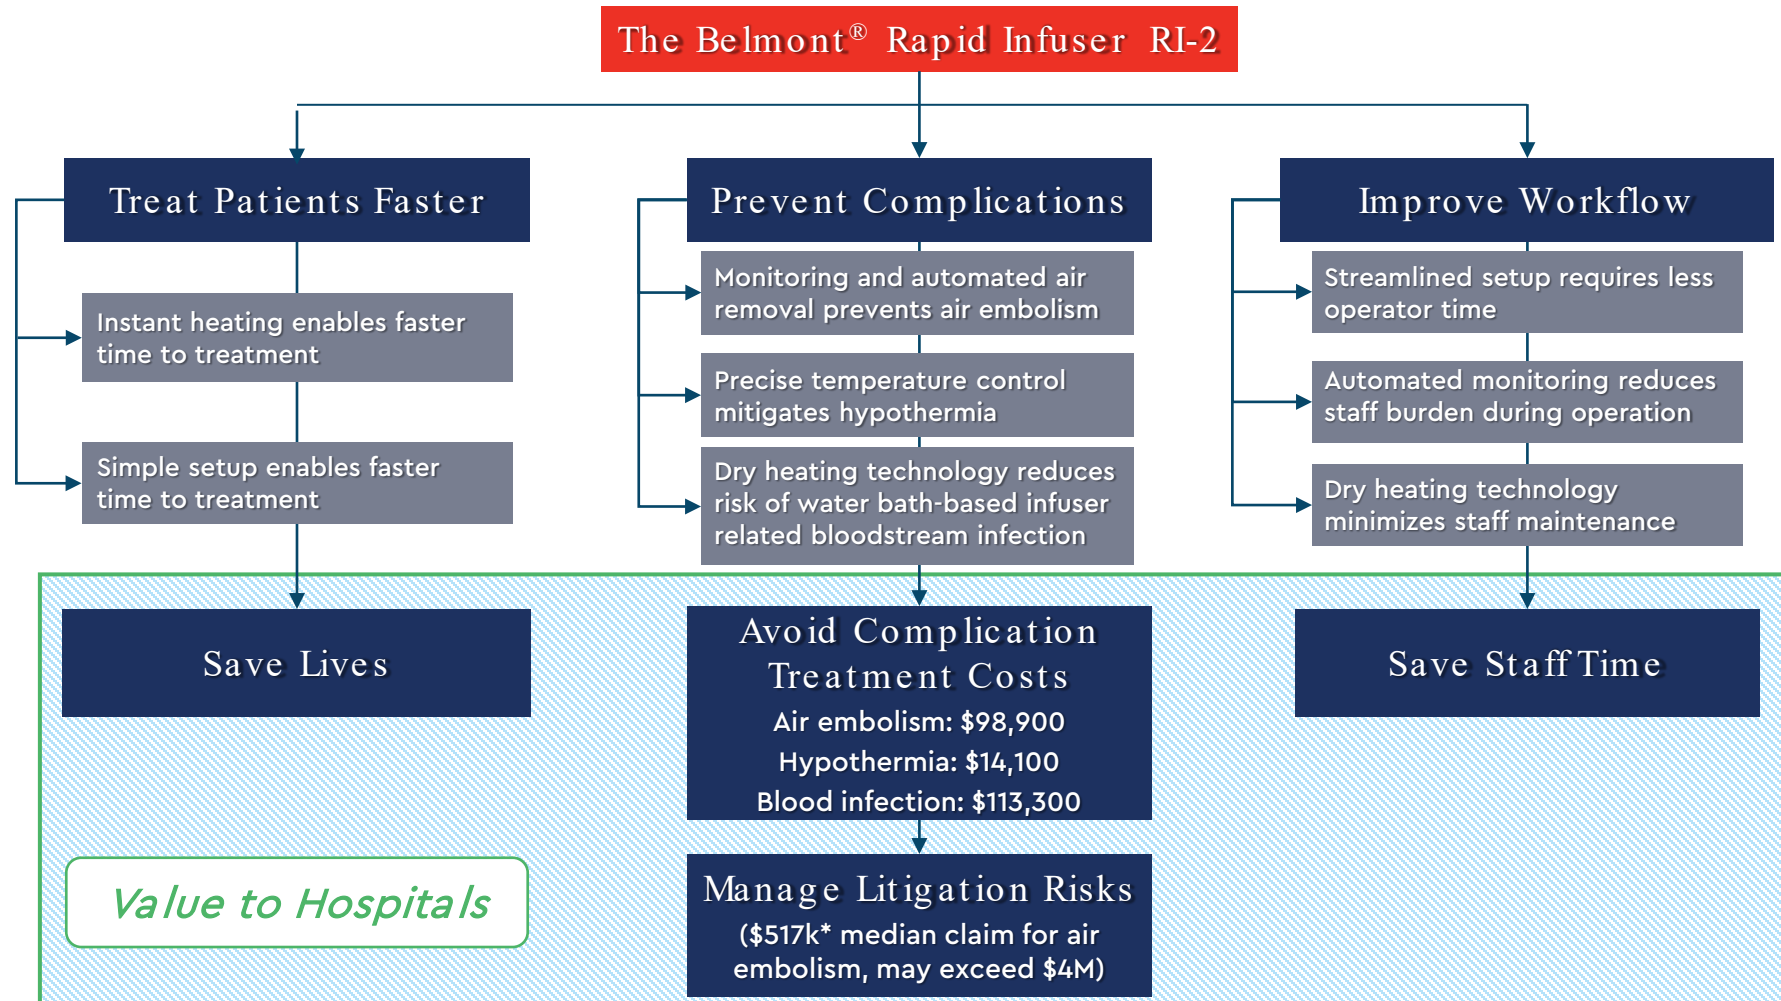 The Belmont® Rapid Infuser RI-2
Treat Patients Faster
Instant heating enables faster
time to treatment
Simple setup enables faster
time to treatment
Save Lives
Prevent Complications
Monitoring and automated air
removal prevents air embolism
Precise temperature control
mitigates hypothermia
Dry heating technology reduces
risk of water bath-based infuser
related bloodstream infection
Avoid Complication
Treatment Costs
Air embolism: $98,900
Hypothermia: $14,100
Blood infection: $113,300
Manage Litigation Risks
($517k* median claim for air
embolism, may exceed $4M)
Improve Workflow
Streamlined setup requires less
operator time
Automated monitoring reduces
staff burden during operation
Dry heating technology
minimizes staff maintenance
Save Staff Time
Value to Hospitals